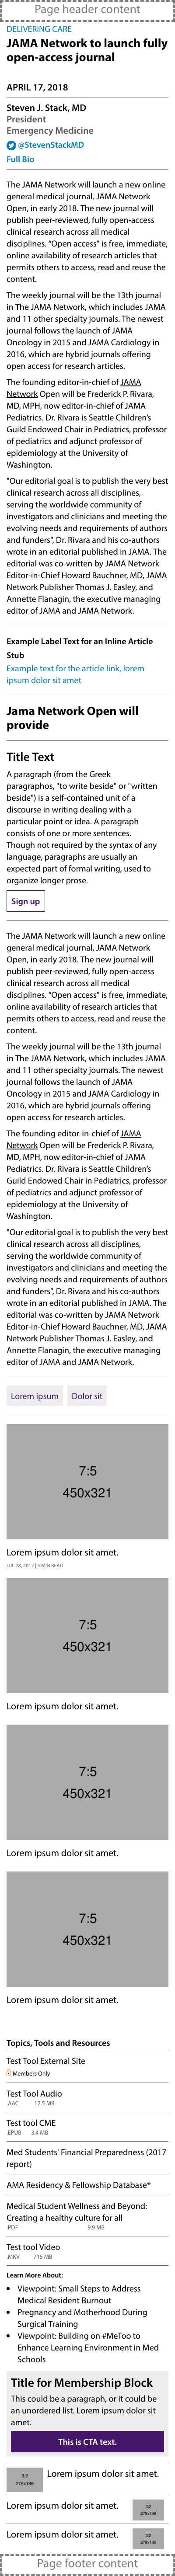 Page header content
DELIVERING CARE
JAMA Network to launch fully
open-access journal
APRIL 17, 2018
Steven J. Stack, MD
President
Emergency Medicine
@StevenStackMD
Full Bio
The JAMA Network will launch a new online
general medical journal, JAMA Network
Open, in early 2018. The new journal will
publish peer-reviewed, fully open-access
clinical research across all medical
disciplines. “Open access” is free, immediate,
online availability of research articles that
permits others to access, read and reuse the
content.
The weekly journal will be the 13th journal
in The JAMA Network, which includes JAMA
and 11 other specialty journals. The newest
journal follows the launch of JAMA
Oncology in 2015 and JAMA Cardiology in
2016, which are hybrid journals offering
open access for research articles.
The founding editor-in-chief of JAMA
Network Open will be Frederick P. Rivara,
MD, MPH, now editor-in-chief of JAMA
Pediatrics. Dr. Rivara is Seattle Children’s
Guild Endowed Chair in Pediatrics, professor
of pediatrics and adjunct professor of
epidemiology at the University of
Washington.
“Our editorial goal is to publish the very best
clinical research across all disciplines,
serving the worldwide community of
investigators and clinicians and meeting the
evolving needs and requirements of authors
and funders”, Dr. Rivara and his co-authors
wrote in an editorial published in JAMA. The
editorial was co-written by JAMA Network
Editor-in-Chief Howard Bauchner, MD, JAMA
Network Publisher Thomas J. Easley, and
Annette Flanagin, the executive managing
editor of JAMA and JAMA Network.
Example Label Text for an Inline Article
Stub
Example text for the article link, lorem
ipsum dolor sit amet
Jama Network Open will
provide
Title Text
A paragraph (from the Greek
paragraphos, "to write beside" or "written
beside") is a self-contained unit of a
discourse in writing dealing with a
particular point or idea. A paragraph
consists of one or more sentences.
Though not required by the syntax of any
language, paragraphs are usually an
expected part of formal writing, used to
organize longer prose.
Sign up
The JAMA Network will launch a new online
general medical journal, JAMA Network
Open, in early 2018. The new journal will
publish peer-reviewed, fully open-access
clinical research across all medical
disciplines. “Open access” is free, immediate,
online availability of research articles that
permits others to access, read and reuse the
content.
The weekly journal will be the 13th journal
in The JAMA Network, which includes JAMA
and 11 other specialty journals. The newest
journal follows the launch of JAMA
Oncology in 2015 and JAMA Cardiology in
2016, which are hybrid journals offering
open access for research articles.
The founding editor-in-chief of JAMA
Network Open will be Frederick P. Rivara,
MD, MPH, now editor-in-chief of JAMA
Pediatrics. Dr. Rivara is Seattle Children’s
Guild Endowed Chair in Pediatrics, professor
of pediatrics and adjunct professor of
epidemiology at the University of
Washington.
“Our editorial goal is to publish the very best
clinical research across all disciplines,
serving the worldwide community of
investigators and clinicians and meeting the
evolving needs and requirements of authors
and funders”, Dr. Rivara and his co-authors
wrote in an editorial published in JAMA. The
editorial was co-written by JAMA Network
Editor-in-Chief Howard Bauchner, MD, JAMA
Network Publisher Thomas J. Easley, and
Annette Flanagin, the executive managing
editor of JAMA and JAMA Network.
Lorem ipsum Dolor sit
7:5
450x321
Lorem ipsum dolor sit amet.
JUL 28, 2017 | 5 MIN READ
7:5
450x321
Lorem ipsum dolor sit amet.
7:5
450x321
Lorem ipsum dolor sit amet.
7:5
450x321
Lorem ipsum dolor sit amet.
Topics, Tools and Resources
Test Tool External Site
Members Only
Test Tool Audio
.AAC 12.5 MB
Test tool CME
.EPUB 3.4 MB
Med Students' Financial Preparedness (2017
report)
AMA Residency & Fellowship Database®
Medical Student Wellness and Beyond:
Creating a healthy culture for all
.PDF 9.9 MB
Test tool Video
.MKV 715 MB
Learn More About:
Viewpoint: Small Steps to Address
Medical Resident Burnout
Pregnancy and Motherhood During
Surgical Training
Viewpoint: Building on #MeToo to
Enhance Learning Environment in Med
Schools
Title for Membership Block
This could be a paragraph, or it could be
an unordered list. Lorem ipsum dolor sit
amet.
This is CTA text.
3:2
279x186
Lorem ipsum dolor sit amet.
Lorem ipsum dolor sit amet.
3:2
279x186
Lorem ipsum dolor sit amet.
3:2
279x186
Page footer content